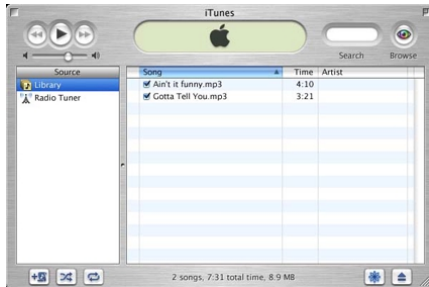 iTunes
Search
Browse
Source
Song Time Artist
Library
Ain't it funny.mp3 4:10
Radio Tuner
Gotta Tell You.mp3 3:21
2 songs, 7:31 total time, 8.9 MB